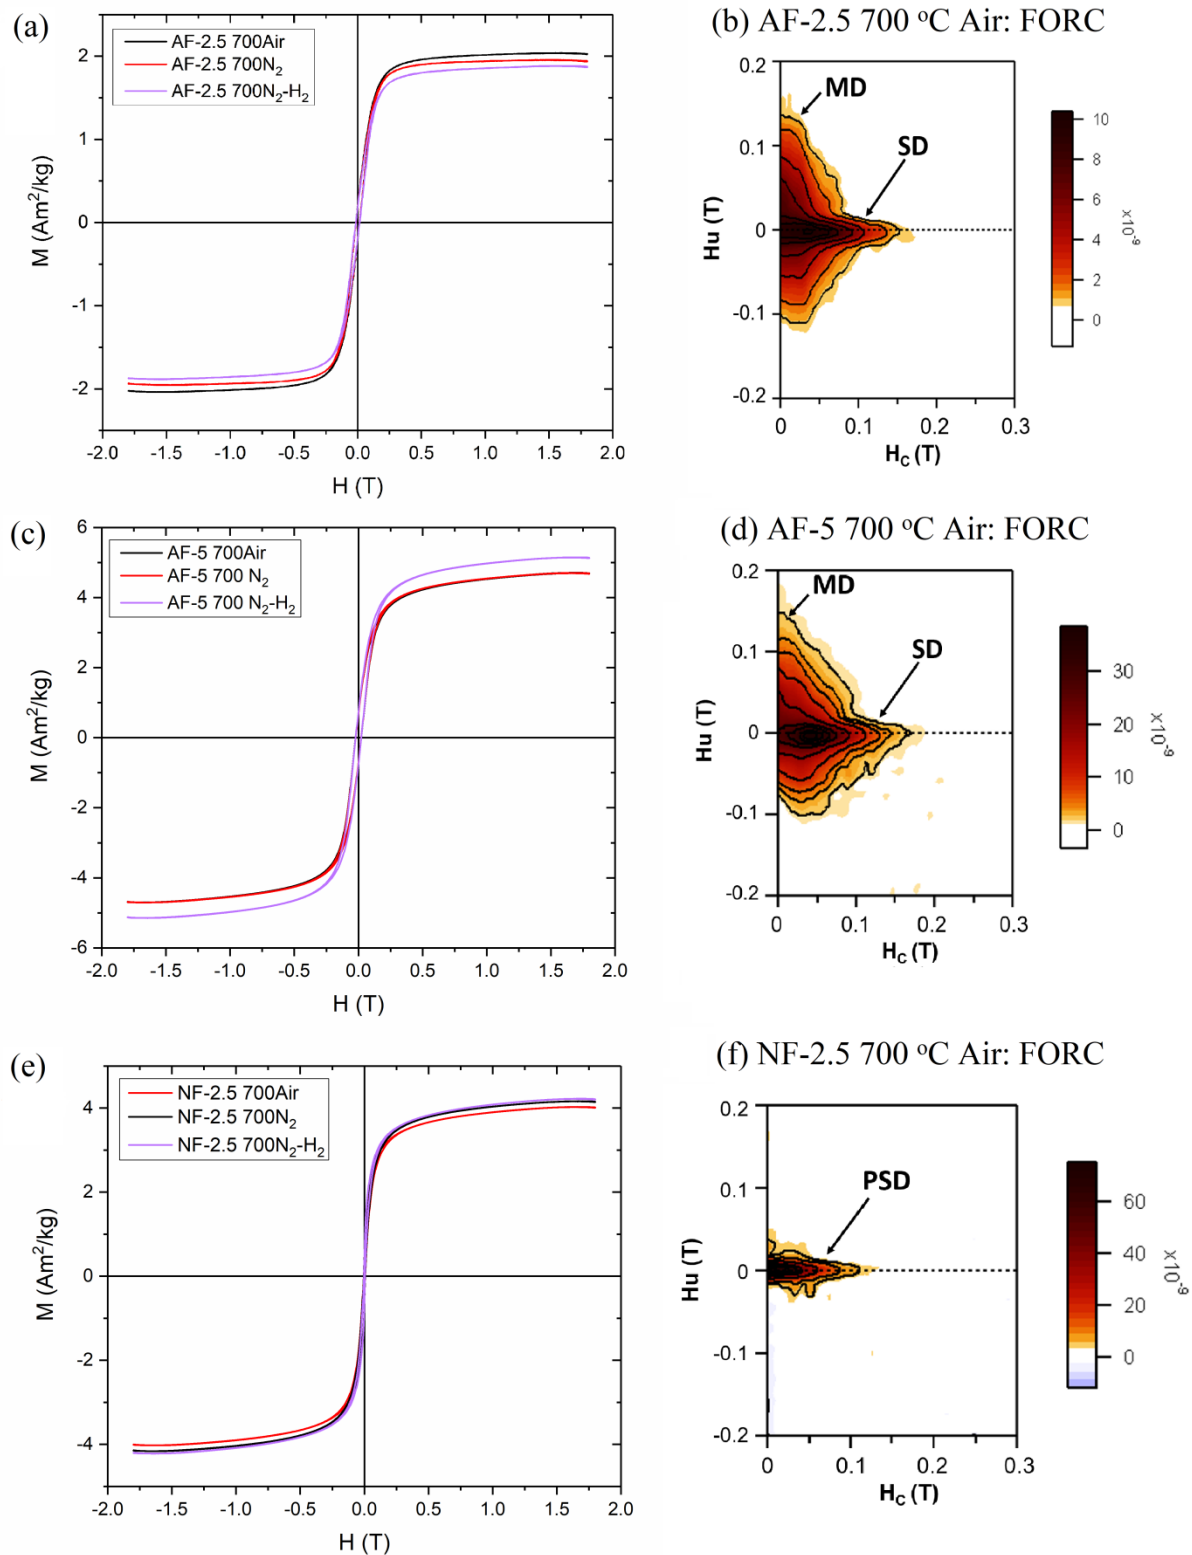 (a)
AF-2.5 700Air
AF-2.5 700N₂
AF-2.5 700N₂-H₂
2
1
0
-1
-2
M (Am²/kg)
-2.0 -1.5 -1.0 -0.5 0.0 0.5 1.0 1.5 2.0
H (T)
(b) AF-2.5 700 °C Air: FORC
MD
SD
0.2
0.1
0
-0.1
-0.2
Hu (T)
0 0.1 0.2 0.3
H_C (T)
10
8
6
4
2
0
x10⁻⁹
(c)
AF-5 700Air
AF-5 700 N₂
AF-5 700 N₂-H₂
6
4
2
0
-2
-4
-6
M (Am²/kg)
-2.0 -1.5 -1.0 -0.5 0.0 0.5 1.0 1.5 2.0
H (T)
(d) AF-5 700 °C Air: FORC
MD
SD
0.2
0.1
0
-0.1
-0.2
Hu (T)
0 0.1 0.2 0.3
H_C (T)
30
20
10
0
x10⁻⁹
(e)
NF-2.5 700Air
NF-2.5 700N₂
NF-2.5 700N₂-H₂
4
2
0
-2
-4
M (Am²/kg)
-2.0 -1.5 -1.0 -0.5 0.0 0.5 1.0 1.5 2.0
H (T)
(f) NF-2.5 700 °C Air: FORC
PSD
0.2
0.1
0
-0.1
-0.2
Hu (T)
0 0.1 0.2 0.3
H_C (T)
60
40
20
0
x10⁻⁹